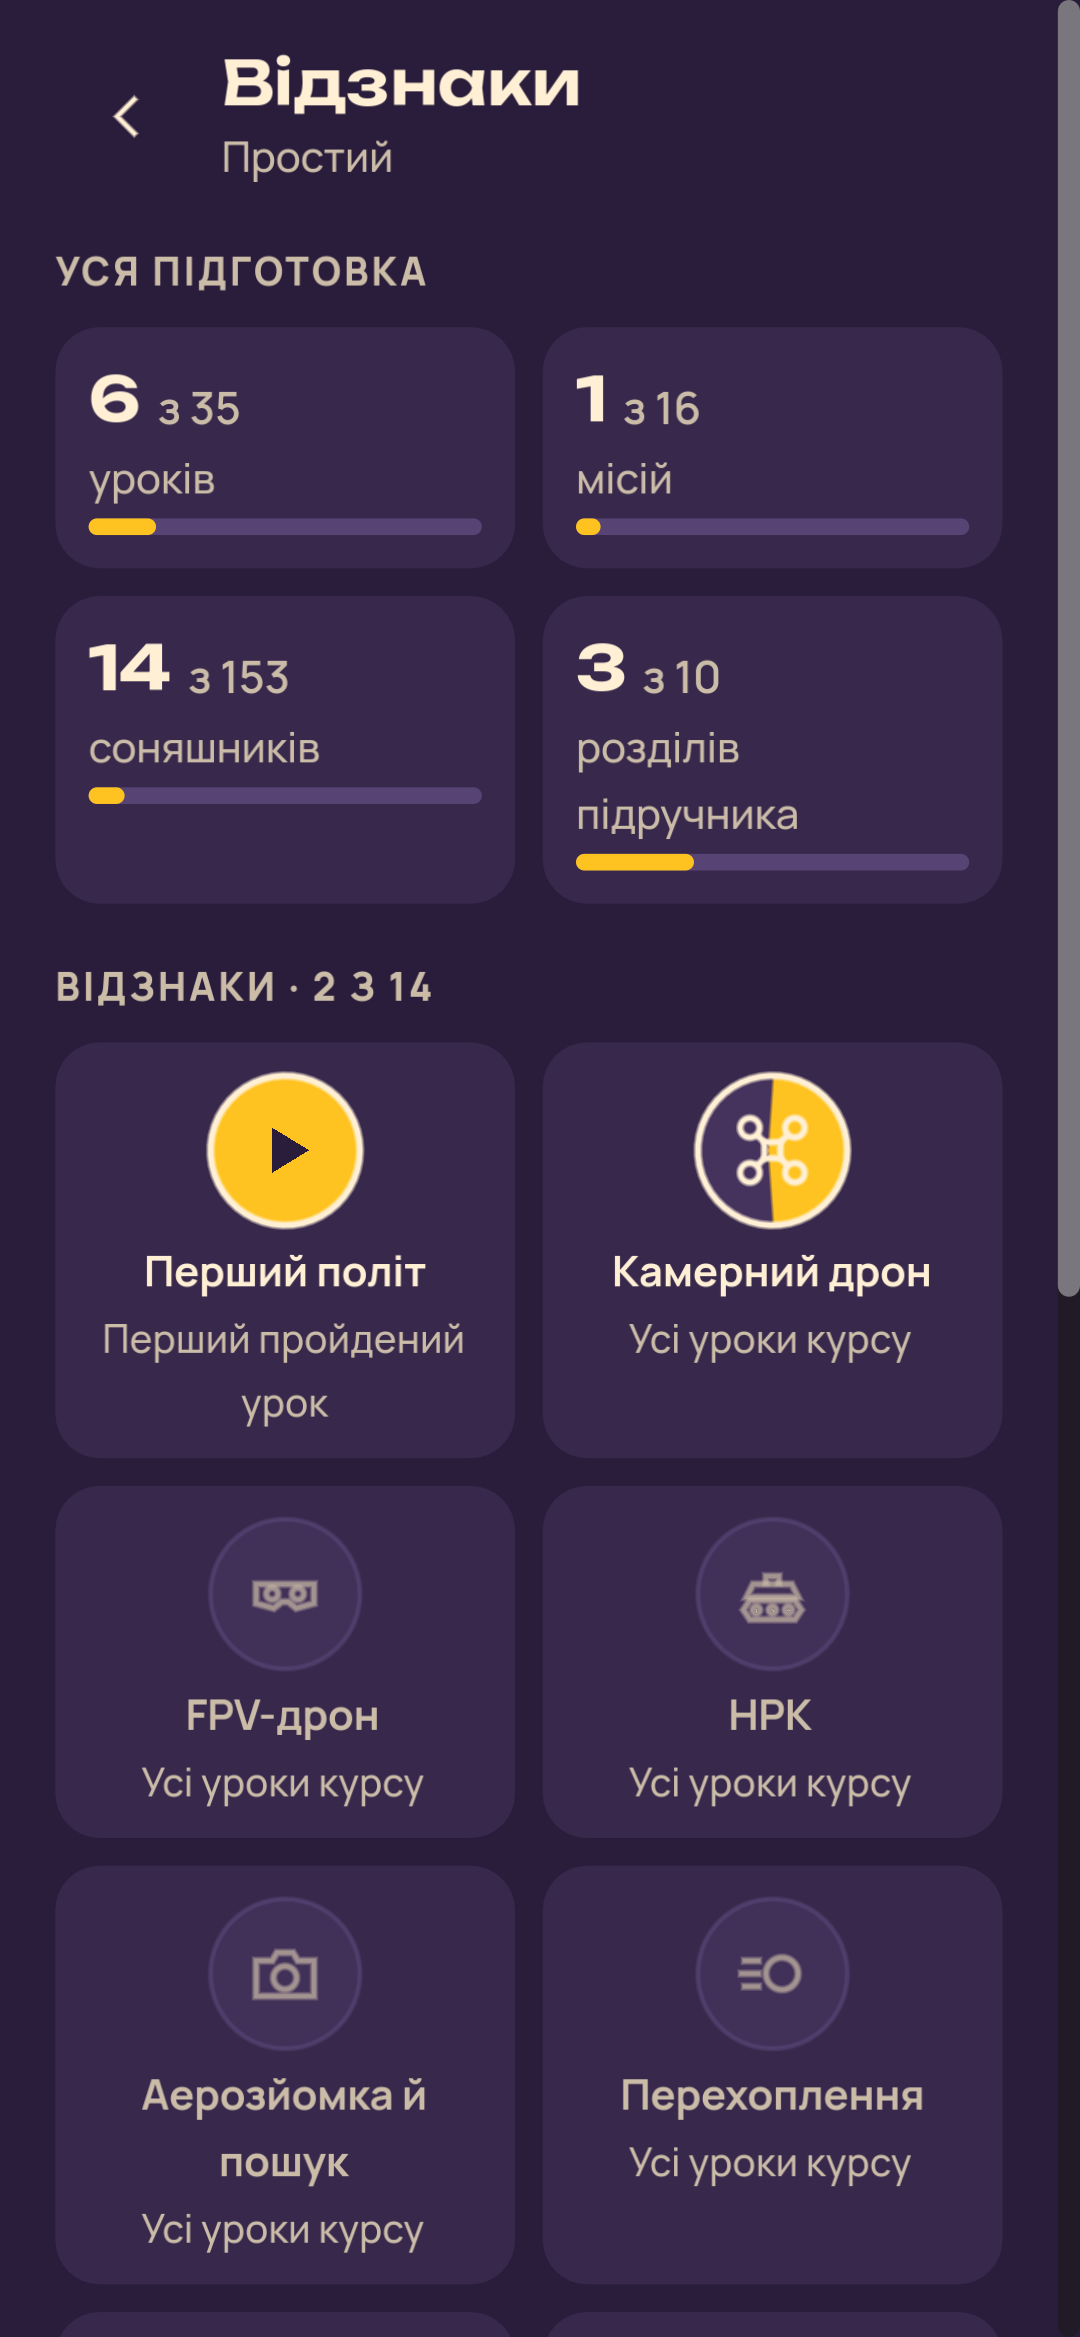 Відзнаки
Простий
УСЯ ПІДГОТОВКА
6 з 35
уроків
1 з 16
місій
14 з 153
соняшників
3 з 10
розділів
підручника
ВІДЗНАКИ · 2 З 14
Перший політ
Перший пройдений
урок
Камерний дрон
Усі уроки курсу
FPV-дрон
Усі уроки курсу
НРК
Усі уроки курсу
Аерозйомка й
пошук
Усі уроки курсу
Перехоплення
Усі уроки курсу